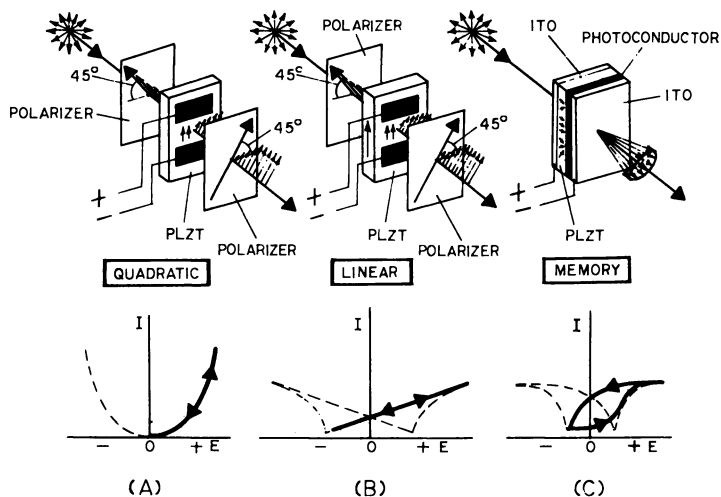 POLARIZER
45°
POLARIZER
45°
+
−
PLZT
POLARIZER
QUADRATIC
POLARIZER
45°
45°
+
−
PLZT
POLARIZER
LINEAR
ITO
PHOTOCONDUCTOR
ITO
+
−
PLZT
MEMORY
I
− 0 + E
(A)
I
− 0 + E
(B)
I
− 0 + E
(C)